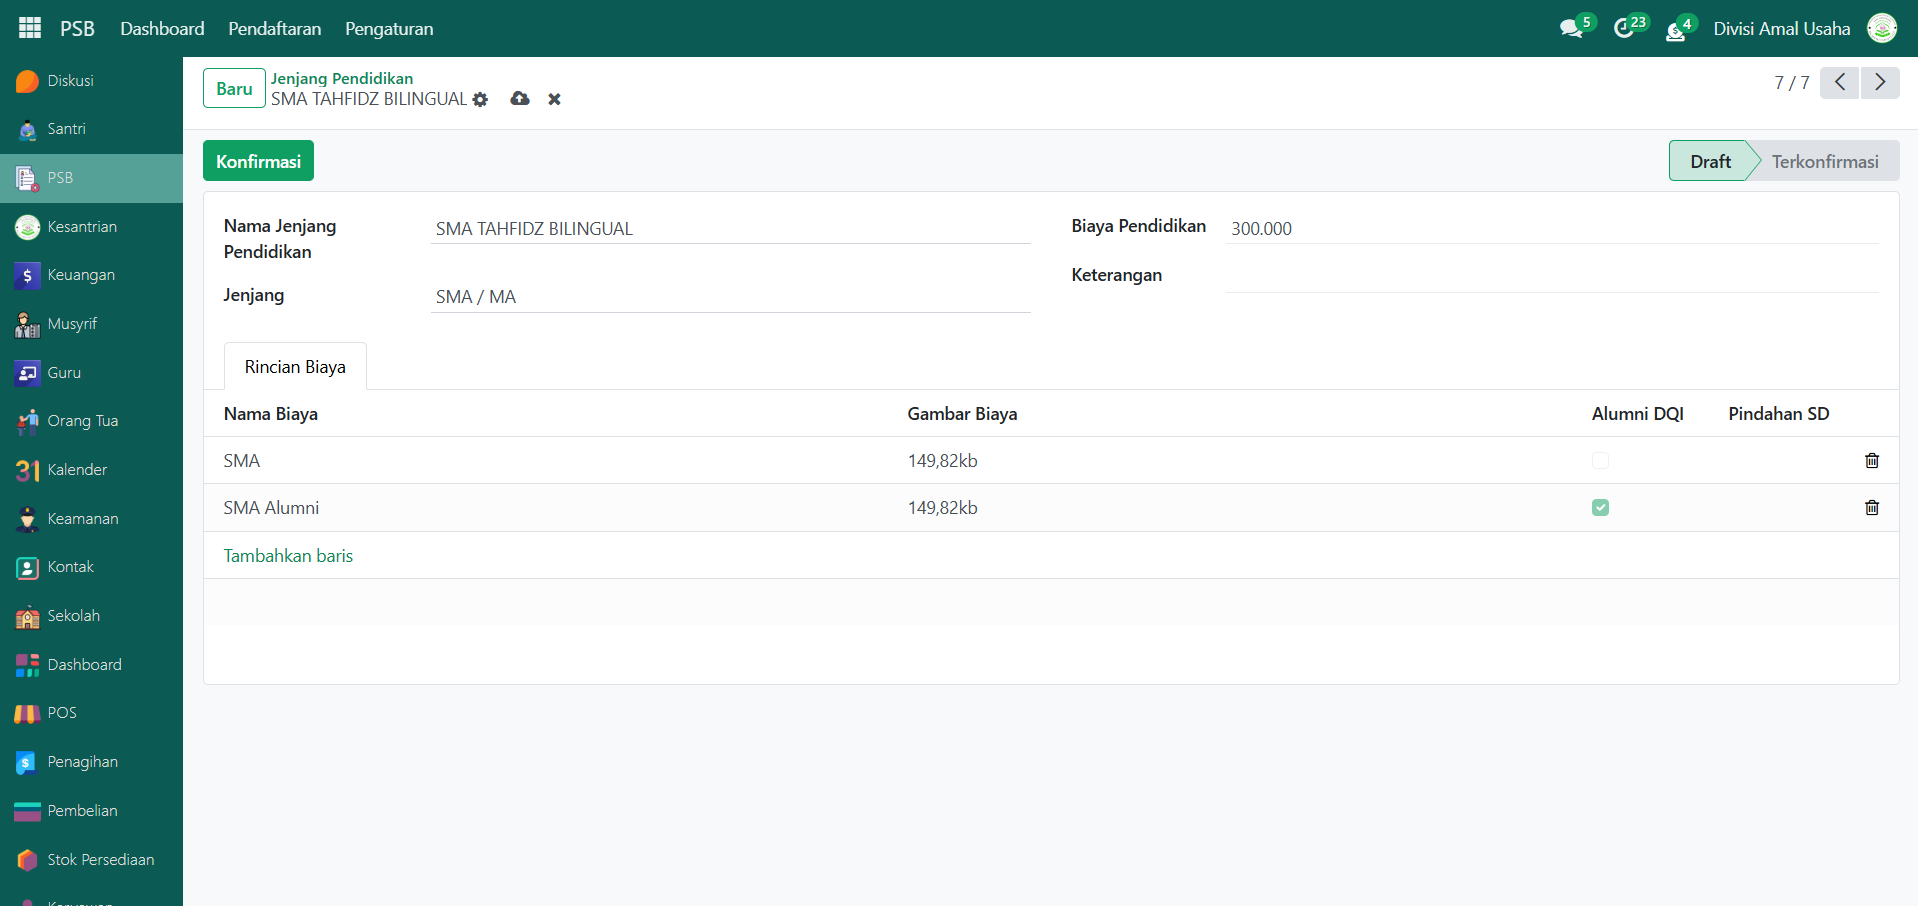 PSB
Dashboard
Pendaftaran
Pengaturan
5
23
4
Divisi Amal Usaha
Diskusi
Santri
PSB
Kesantrian
Keuangan
Musyrif
Guru
Orang Tua
Kalender
Keamanan
Kontak
Sekolah
Dashboard
POS
Penagihan
Pembelian
Stok Persediaan
Baru
Jenjang Pendidikan
SMA TAHFIDZ BILINGUAL
7 / 7
Konfirmasi
Draft
Terkonfirmasi
Nama Jenjang
Pendidikan
SMA TAHFIDZ BILINGUAL
Jenjang
SMA / MA
Biaya Pendidikan
300.000
Keterangan
Rincian Biaya
Nama Biaya
Gambar Biaya
Alumni DQI
Pindahan SD
SMA
149,82kb
SMA Alumni
149,82kb
Tambahkan baris